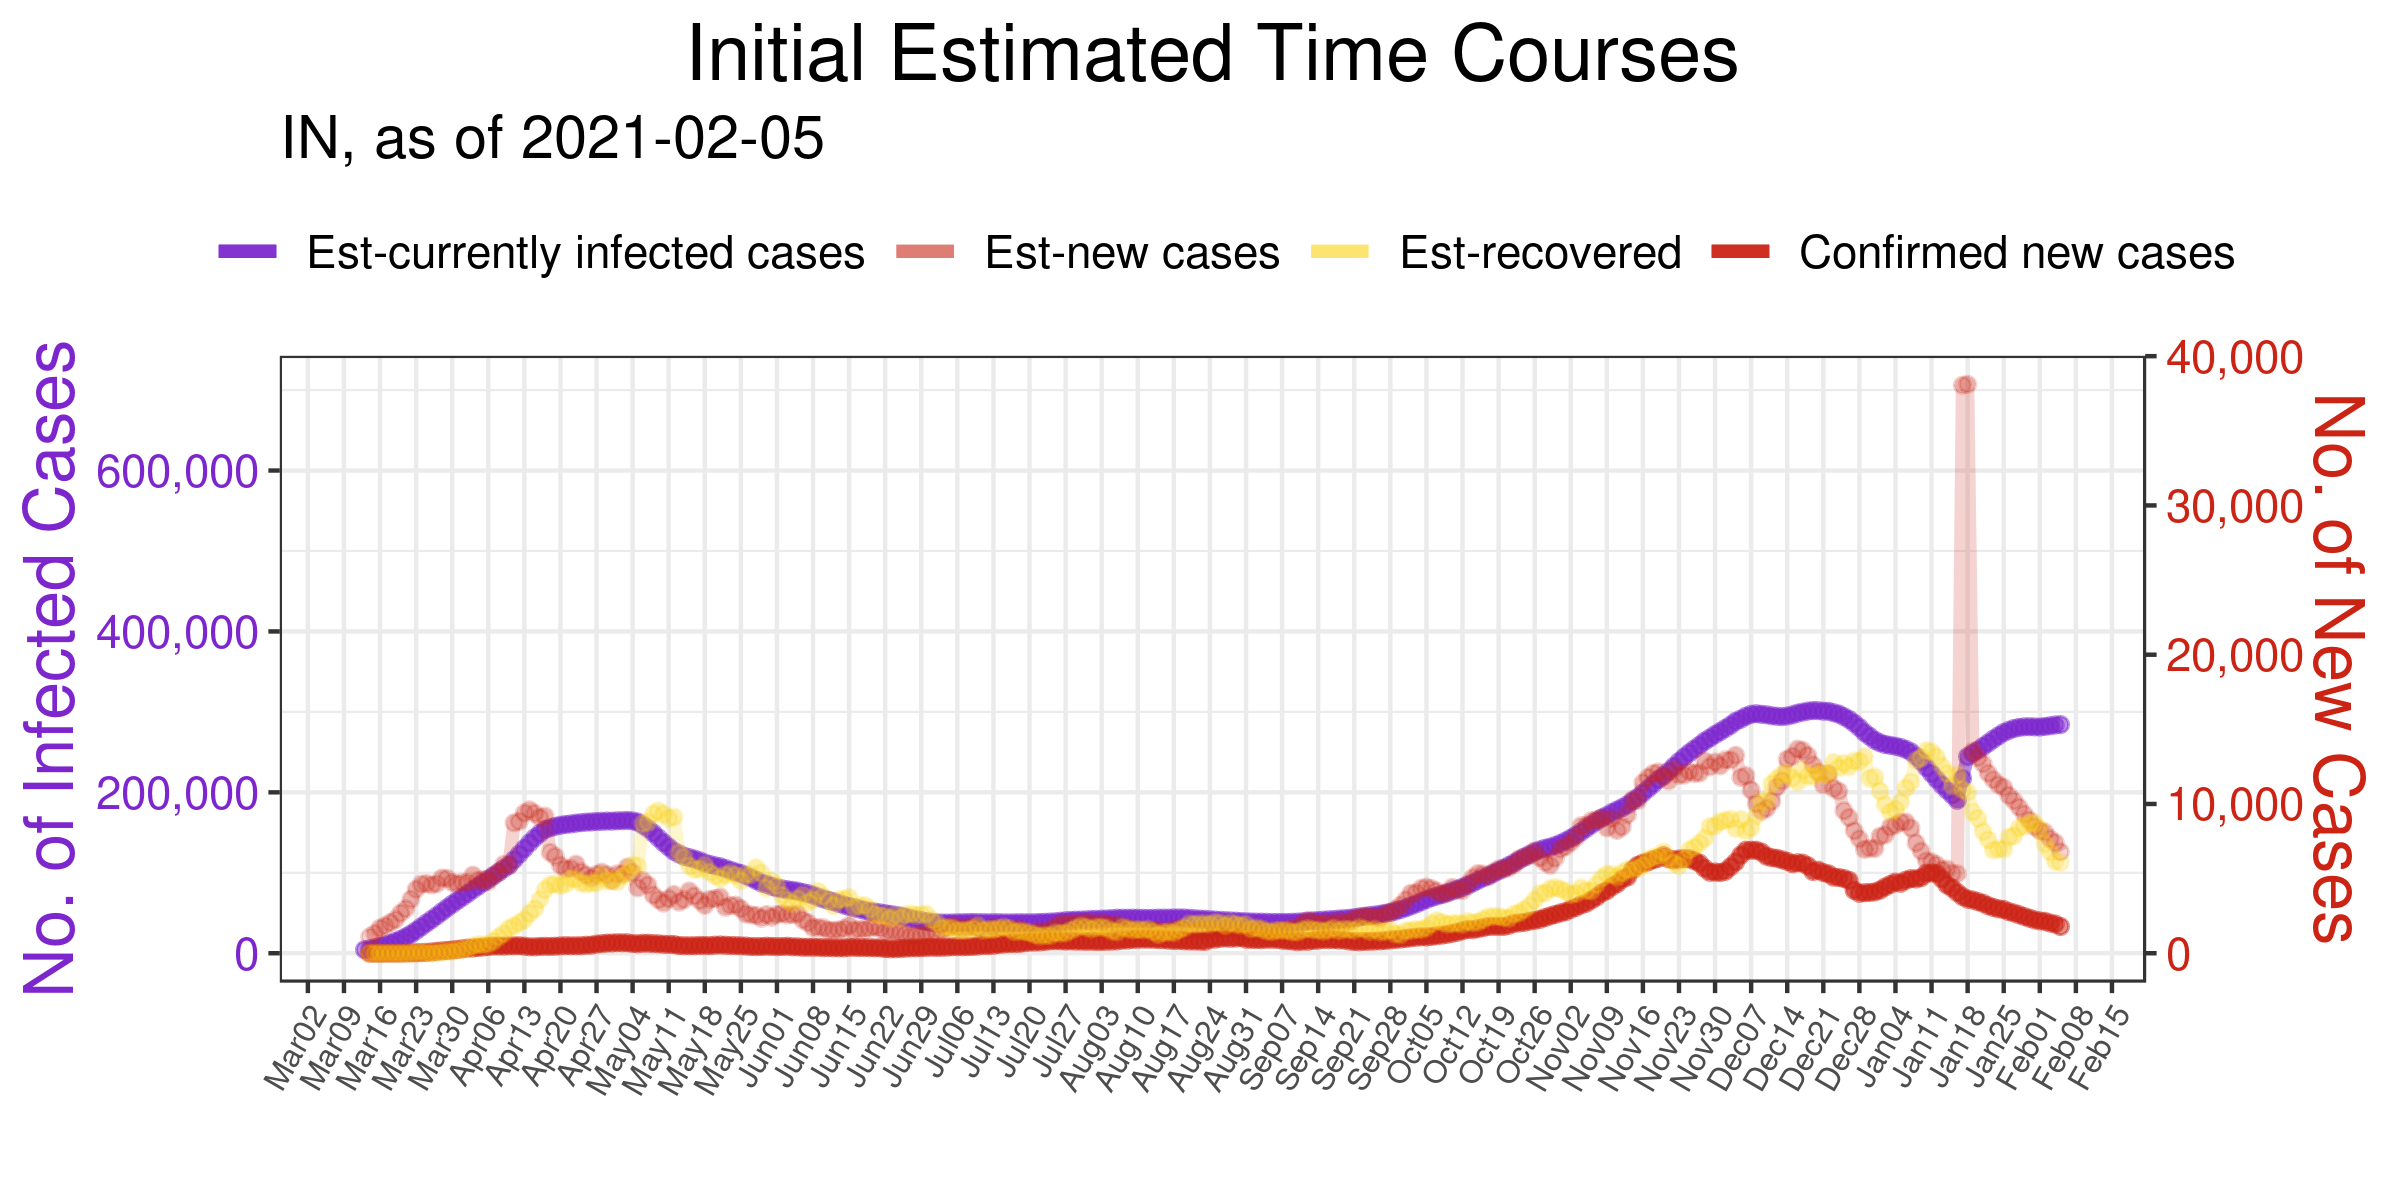 Initial Estimated Time Courses
IN, as of 2021-02-05
Est-currently infected cases
Est-new cases
Est-recovered
Confirmed new cases
No. of Infected Cases
600,000
400,000
200,000
0
40,000
30,000
20,000
10,000
0
No. of New Cases
Mar02
Mar09
Mar16
Mar23
Mar30
Apr06
Apr13
Apr20
Apr27
May04
May11
May18
May25
Jun01
Jun08
Jun15
Jun22
Jun29
Jul06
Jul13
Jul20
Jul27
Aug03
Aug10
Aug17
Aug24
Aug31
Sep07
Sep14
Sep21
Sep28
Oct05
Oct12
Oct19
Oct26
Nov02
Nov09
Nov16
Nov23
Nov30
Dec07
Dec14
Dec21
Dec28
Jan04
Jan11
Jan18
Jan25
Feb01
Feb08
Feb15